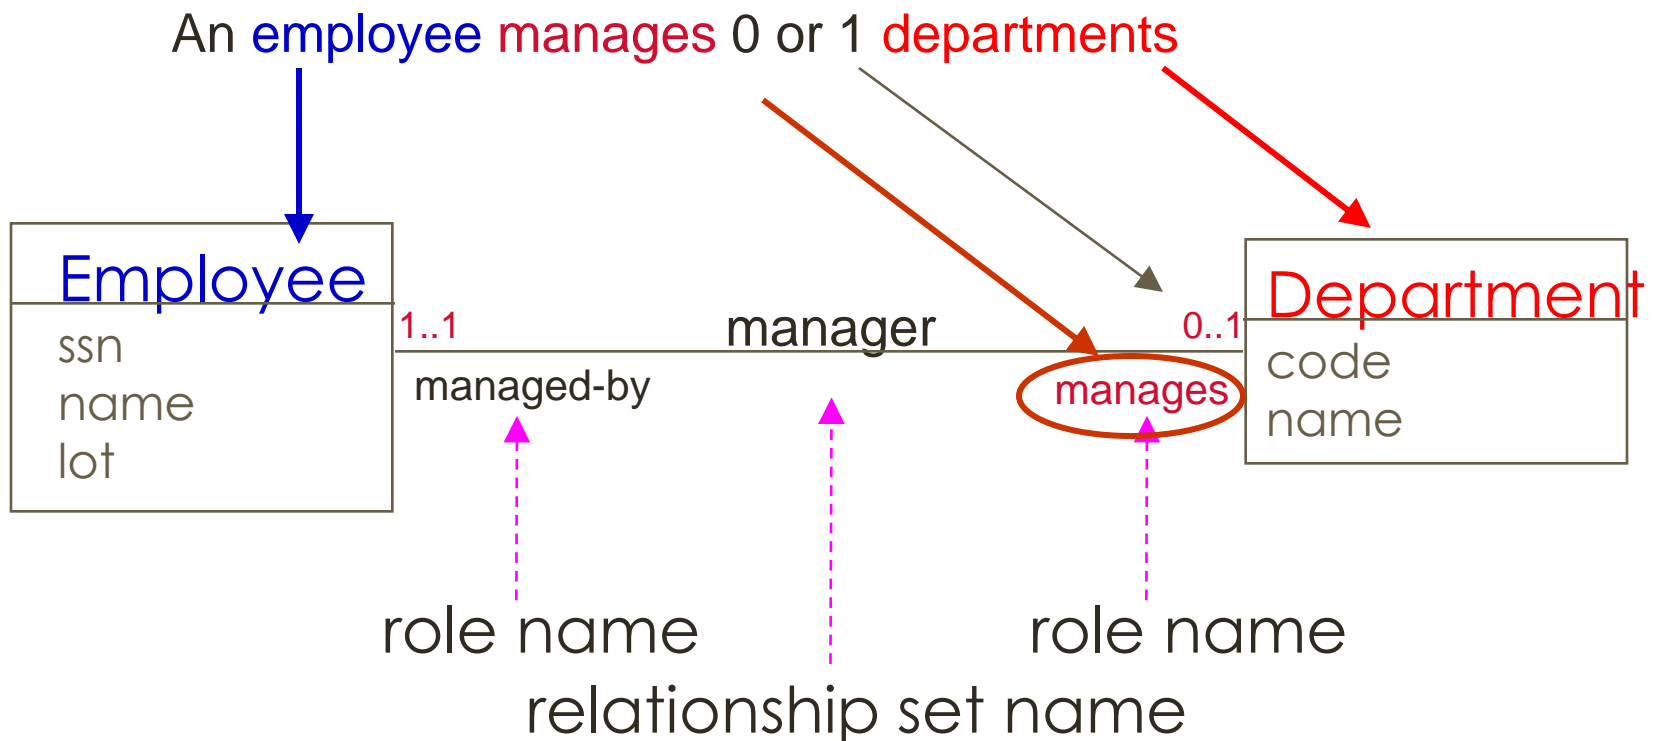 An employee manages 0 or 1 departments
Employee
ssn
name
lot
1..1
managed-by
manager
0..1
manages
Department
code
name
role name
role name
relationship set name